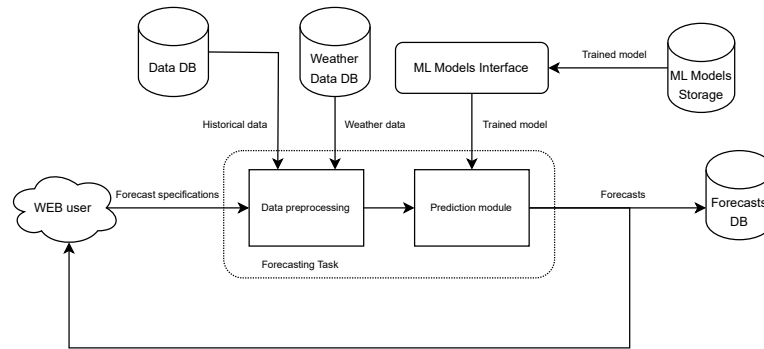 Data DB
Weather
Data DB
ML Models Interface
Trained model
ML Models
Storage
Historical data
Weather data
Trained model
WEB user
Forecast specifications
Data preprocessing
Prediction module
Forecasts
Forecasts
DB
Forecasting Task